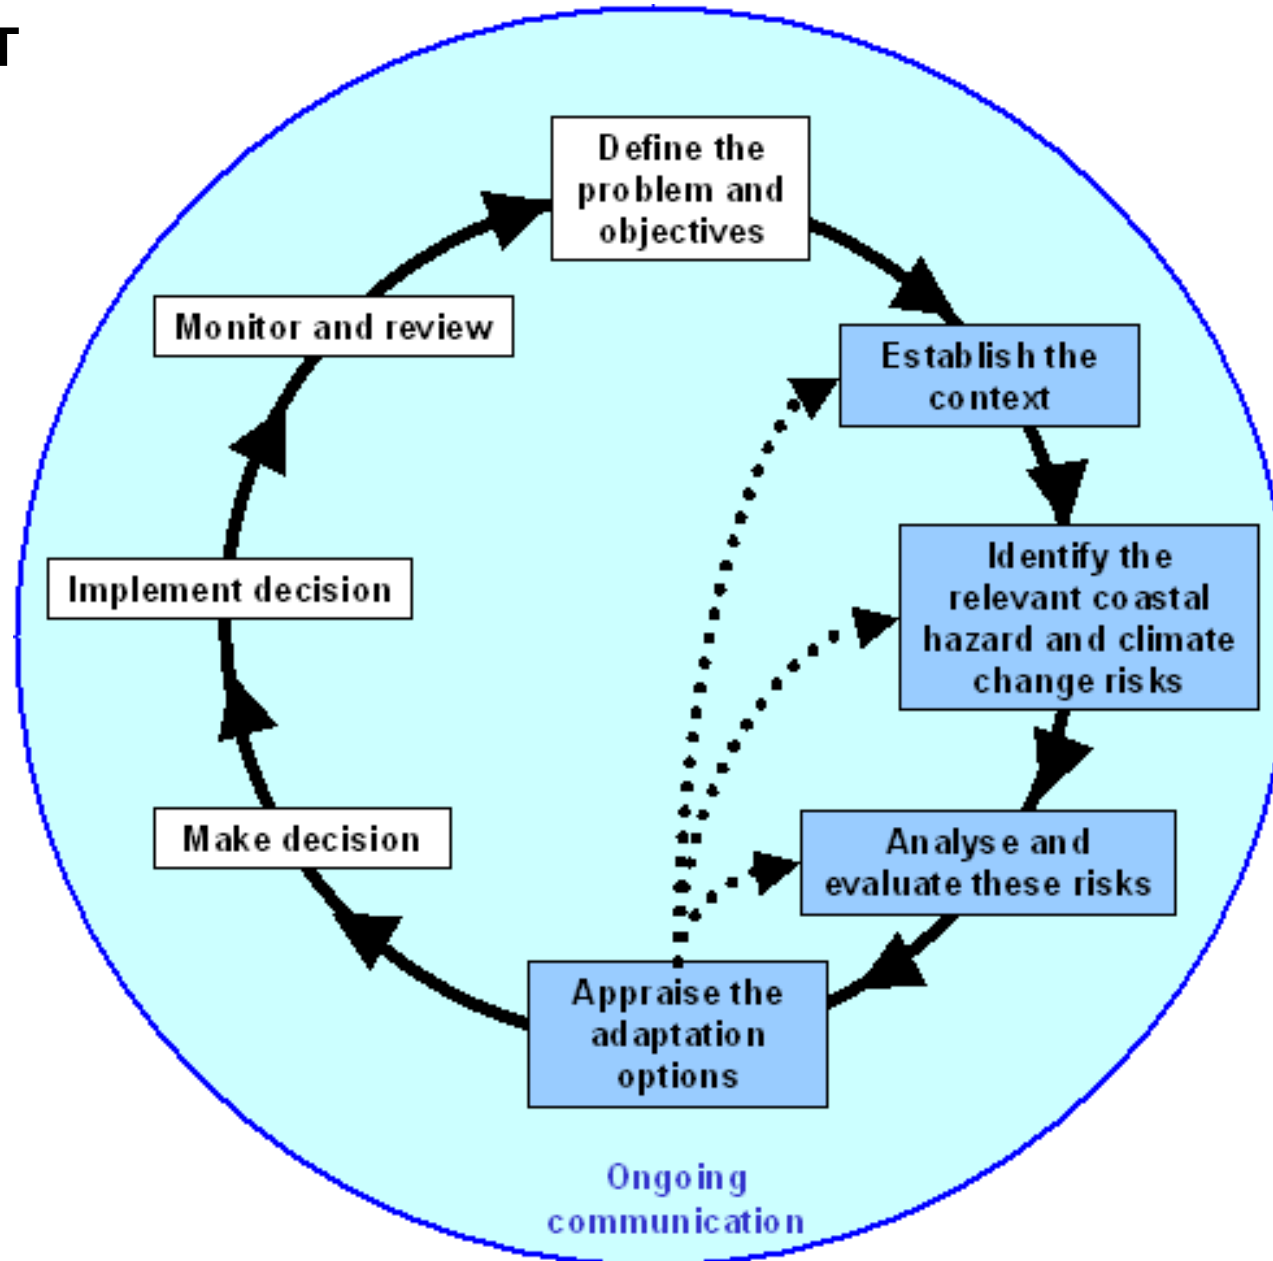 T
Define the
problem and
objectives
Establish the
context
Identify the
relevant coastal
hazard and climate
change risks
Analyse and
evaluate these risks
Appraise the
adaptation
options
Make decision
Implement decision
Monitor and review
Ongoing
communication